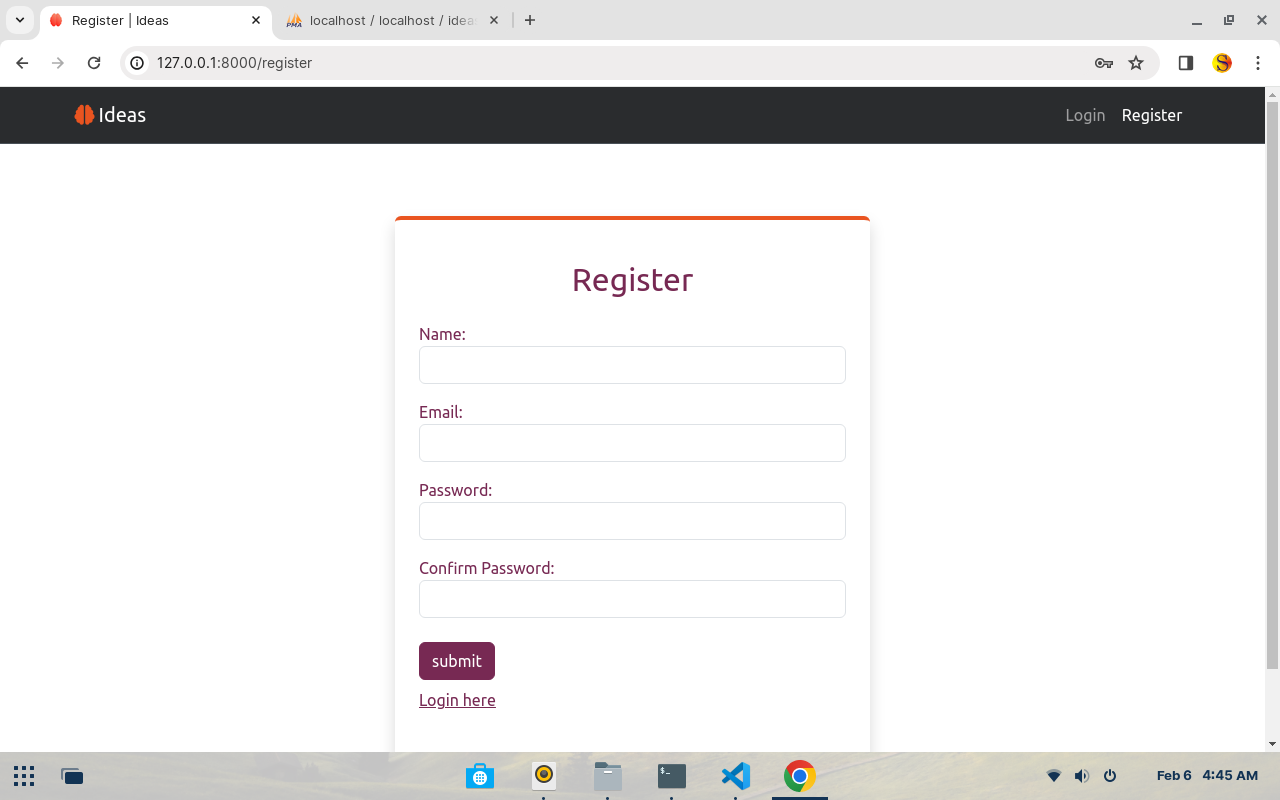 Register | Ideas
localhost / localhost / ideas
127.0.0.1:8000/register
Ideas
Login
Register
Register
Name:
Email:
Password:
Confirm Password:
submit
Login here
Feb 6 4:45 AM